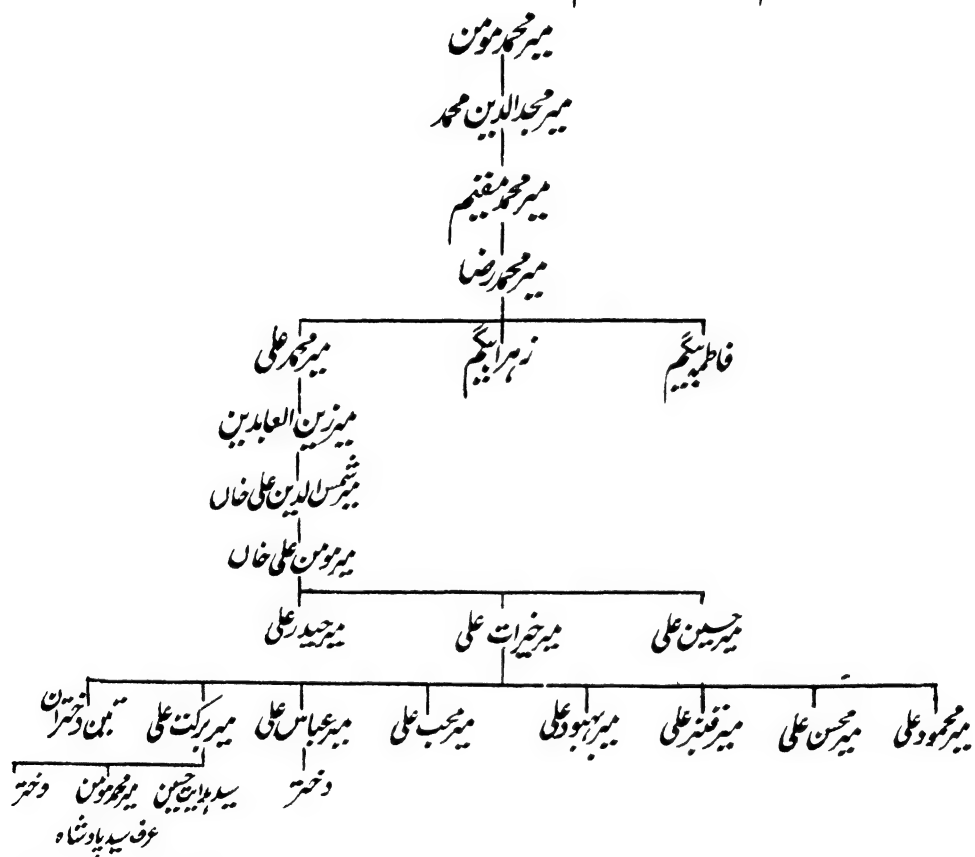 میر محمد مومن
میر مجدالدین محمد
میر محمد مقیم
میر محمد رضا
فاطمہ بیگم زہرا بیگم میر محمد علی
میر زین العابدین
میر شمس الدین علی خاں
میر مومن علی خاں
میر حسین علی میر خیرات علی میر حیدر علی
میر محمود علی میر محسن علی میر قنبر علی میر بہبود علی میر محب علی میر عباس علی میر برکت علی تین دختران
دختر سید ہدایت حسین میر محمد مومن دختر
عرف سید پادشاہ